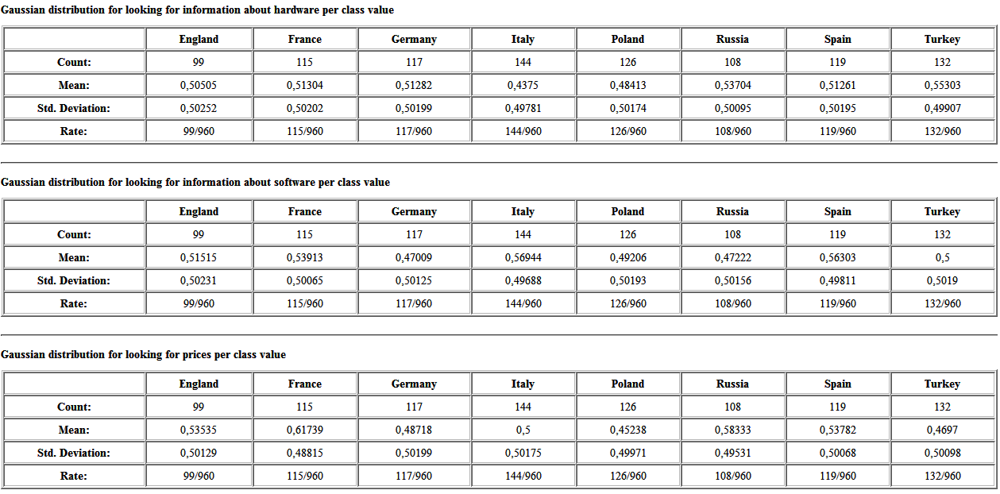 Gaussian distribution for looking for information about hardware per class value
England France Germany Italy Poland Russia Spain Turkey
Count: 99 115 117 144 126 108 119 132
Mean: 0,50505 0,51304 0,51282 0,4375 0,48413 0,53704 0,51261 0,55303
Std. Deviation: 0,50252 0,50202 0,50199 0,49781 0,50174 0,50095 0,50195 0,49907
Rate: 99/960 115/960 117/960 144/960 126/960 108/960 119/960 132/960
Gaussian distribution for looking for information about software per class value
England France Germany Italy Poland Russia Spain Turkey
Count: 99 115 117 144 126 108 119 132
Mean: 0,51515 0,53913 0,47009 0,56944 0,49206 0,47222 0,56303 0,5
Std. Deviation: 0,50231 0,50065 0,50125 0,49688 0,50193 0,50156 0,49811 0,5019
Rate: 99/960 115/960 117/960 144/960 126/960 108/960 119/960 132/960
Gaussian distribution for looking for prices per class value
England France Germany Italy Poland Russia Spain Turkey
Count: 99 115 117 144 126 108 119 132
Mean: 0,53535 0,61739 0,48718 0,5 0,45238 0,58333 0,53782 0,4697
Std. Deviation: 0,50129 0,48815 0,50199 0,50175 0,49971 0,49531 0,50068 0,50098
Rate: 99/960 115/960 117/960 144/960 126/960 108/960 119/960 132/960